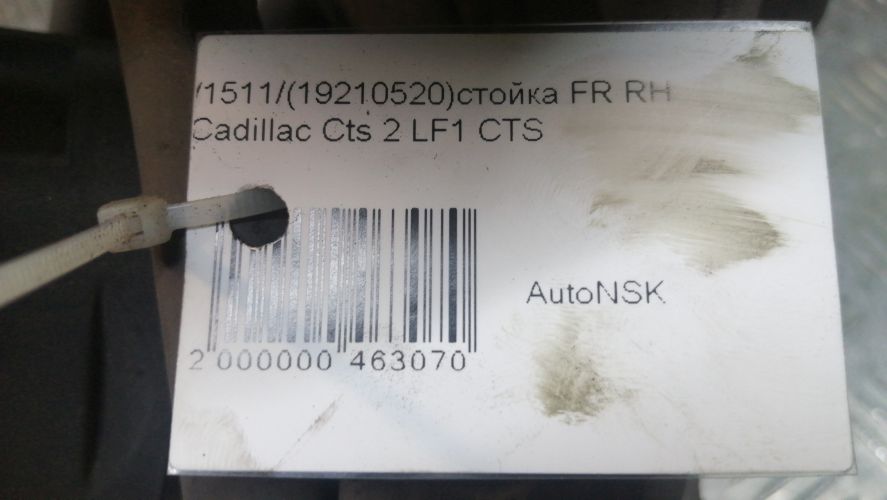 /1511/(19210520)стойка FR RH
Cadillac Cts 2 LF1 CTS
AutoNSK
2 000000 463070